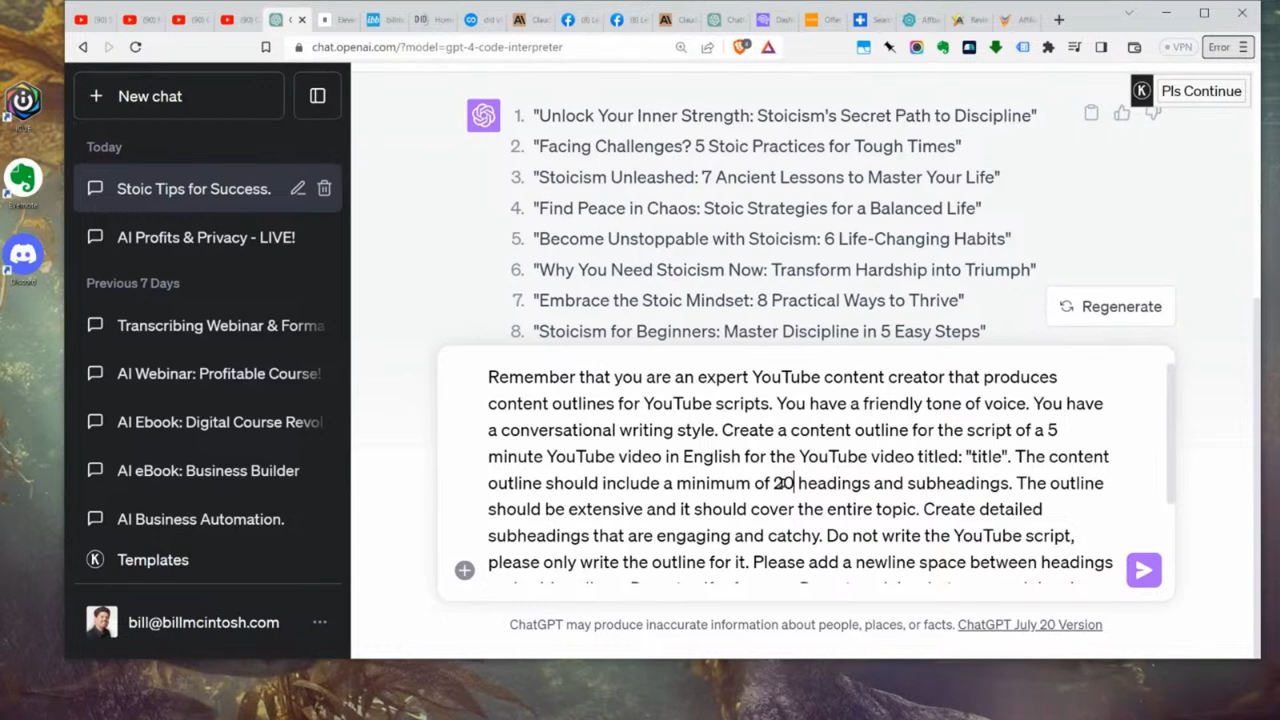 chat.openai.com/?model=gpt-4-code-interpreter
VPN
Error
New chat
Pls Continue
Today
Stoic Tips for Success.
AI Profits & Privacy - LIVE!
Previous 7 Days
Transcribing Webinar & Forma
AI Webinar: Profitable Course!
AI Ebook: Digital Course Revol
AI eBook: Business Builder
AI Business Automation.
Templates
bill@billmcintosh.com
1. "Unlock Your Inner Strength: Stoicism's Secret Path to Discipline"
2. "Facing Challenges? 5 Stoic Practices for Tough Times"
3. "Stoicism Unleashed: 7 Ancient Lessons to Master Your Life"
4. "Find Peace in Chaos: Stoic Strategies for a Balanced Life"
5. "Become Unstoppable with Stoicism: 6 Life-Changing Habits"
6. "Why You Need Stoicism Now: Transform Hardship into Triumph"
7. "Embrace the Stoic Mindset: 8 Practical Ways to Thrive"
8. "Stoicism for Beginners: Master Discipline in 5 Easy Steps"
Regenerate
Remember that you are an expert YouTube content creator that produces
content outlines for YouTube scripts. You have a friendly tone of voice. You have
a conversational writing style. Create a content outline for the script of a 5
minute YouTube video in English for the YouTube video titled: "title". The content
outline should include a minimum of 20 headings and subheadings. The outline
should be extensive and it should cover the entire topic. Create detailed
subheadings that are engaging and catchy. Do not write the YouTube script,
please only write the outline for it. Please add a newline space between headings
ChatGPT may produce inaccurate information about people, places, or facts. ChatGPT July 20 Version
Evernote
Discord